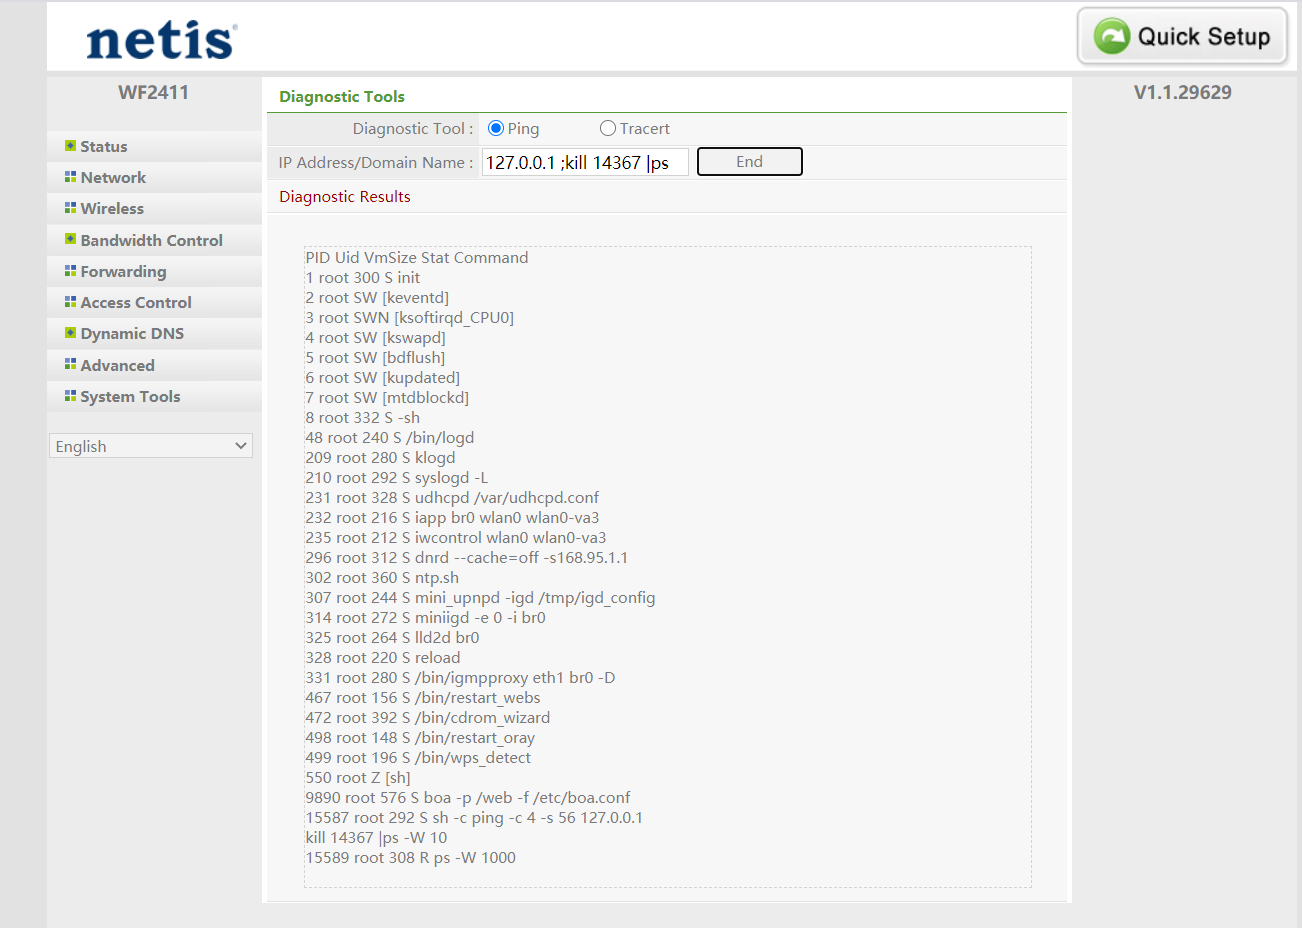 netis
Quick Setup
WF2411
V1.1.29629
Status
Network
Wireless
Bandwidth Control
Forwarding
Access Control
Dynamic DNS
Advanced
System Tools
English
Diagnostic Tools
Diagnostic Tool : Ping Tracert
IP Address/Domain Name : 127.0.0.1 ;kill 14367 |ps End
Diagnostic Results
PID Uid VmSize Stat Command
1 root 300 S init
2 root SW [keventd]
3 root SWN [ksoftirqd_CPU0]
4 root SW [kswapd]
5 root SW [bdflush]
6 root SW [kupdated]
7 root SW [mtdblockd]
8 root 332 S -sh
48 root 240 S /bin/logd
209 root 280 S klogd
210 root 292 S syslogd -L
231 root 328 S udhcpd /var/udhcpd.conf
232 root 216 S iapp br0 wlan0 wlan0-va3
235 root 212 S iwcontrol wlan0 wlan0-va3
296 root 312 S dnrd --cache=off -s168.95.1.1
302 root 360 S ntp.sh
307 root 244 S mini_upnpd -igd /tmp/igd_config
314 root 272 S miniigd -e 0 -i br0
325 root 264 S lld2d br0
328 root 220 S reload
331 root 280 S /bin/igmpproxy eth1 br0 -D
467 root 156 S /bin/restart_webs
472 root 392 S /bin/cdrom_wizard
498 root 148 S /bin/restart_oray
499 root 196 S /bin/wps_detect
550 root Z [sh]
9890 root 576 S boa -p /web -f /etc/boa.conf
15587 root 292 S sh -c ping -c 4 -s 56 127.0.0.1
kill 14367 |ps -W 10
15589 root 308 R ps -W 1000